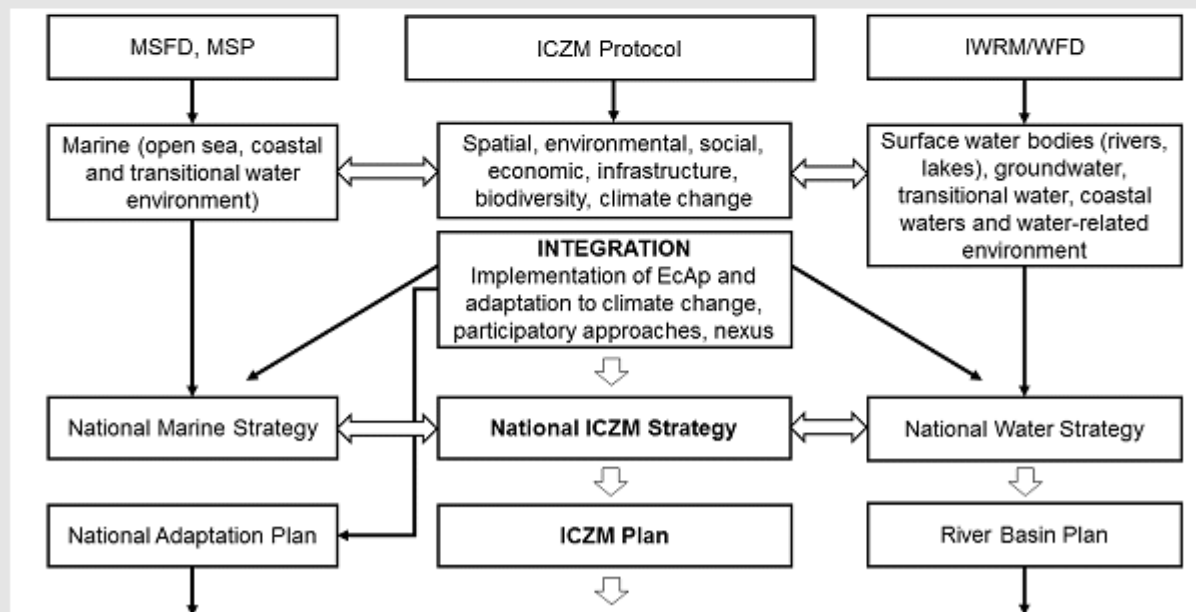 MSFD, MSP
ICZM Protocol
IWRM/WFD
Marine (open sea, coastal
and transitional water
environment)
Spatial, environmental, social,
economic, infrastructure,
biodiversity, climate change
Surface water bodies (rivers,
lakes), groundwater,
transitional water, coastal
waters and water-related
environment
INTEGRATION
Implementation of EcAp and
adaptation to climate change,
participatory approaches, nexus
National Marine Strategy
National ICZM Strategy
National Water Strategy
National Adaptation Plan
ICZM Plan
River Basin Plan